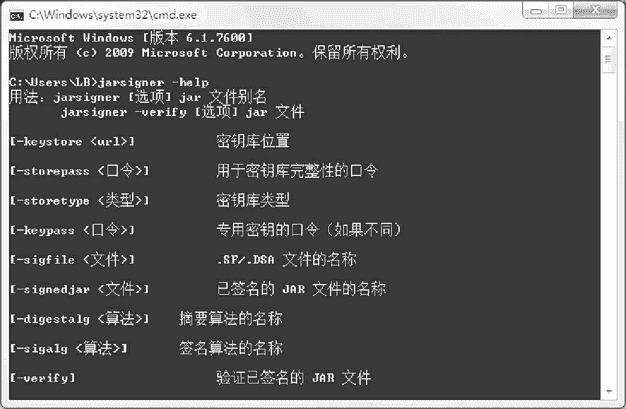 C:\Windows\system32\cmd.exe
Microsoft Windows [版本 6.1.7600]
版权所有 (c) 2009 Microsoft Corporation。保留所有权利。
C:\Users\LB>jarsigner -help
用法：jarsigner [选项] jar 文件别名
jarsigner -verify [选项] jar 文件
[-keystore <url>] 密钥库位置
[-storepass <口令>] 用于密钥库完整性的口令
[-storetype <类型>] 密钥库类型
[-keypass <口令>] 专用密钥的口令（如果不同）
[-sigfile <文件>] .SF/.DSA 文件的名称
[-signedjar <文件>] 已签名的 JAR 文件的名称
[-digestalg <算法>] 摘要算法的名称
[-sigalg <算法>] 签名算法的名称
[-verify] 验证已签名的 JAR 文件